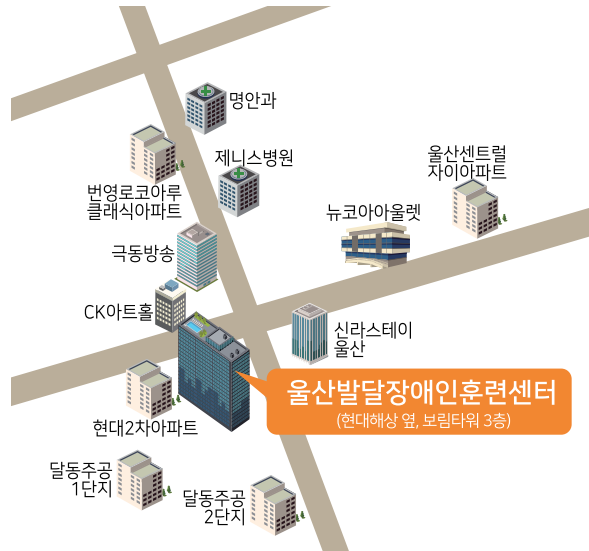 명안과
제니스병원
번영로코아루
클래식아파트
울산센트럴
자이아파트
뉴코아아울렛
극동방송
CK아트홀
신라스테이
울산
울산발달장애인훈련센터
(현대해상 옆, 보림타워 3층)
현대2차아파트
달동주공
1단지
달동주공
2단지